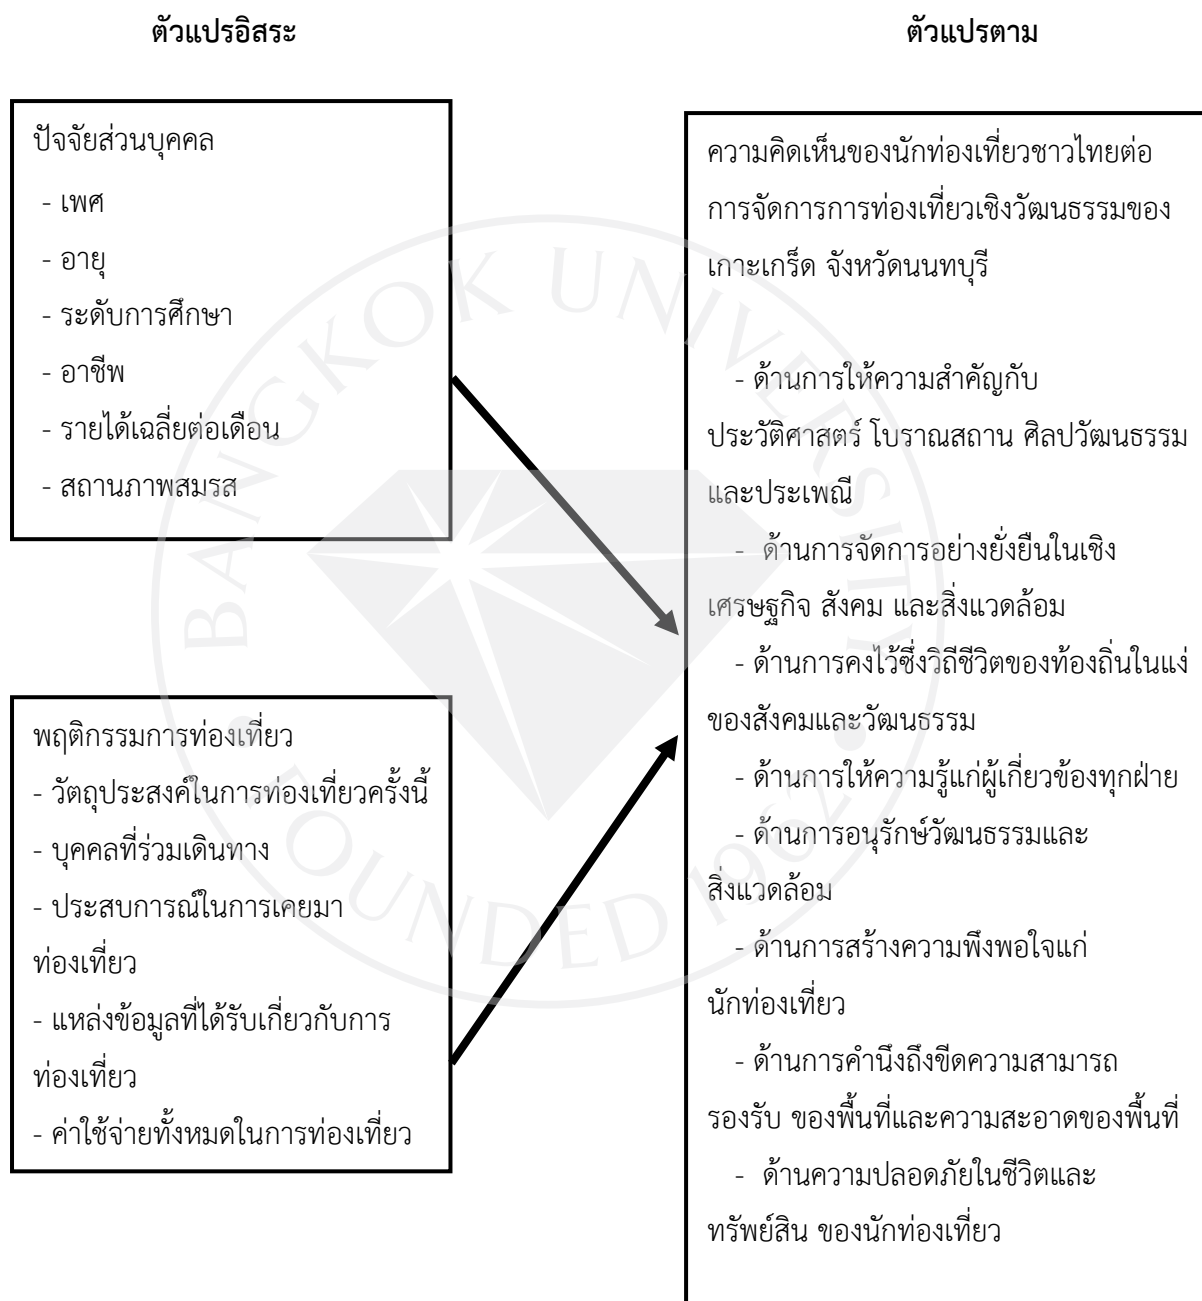 ตัวแปรอิสระ
ตัวแปรตาม
ปัจจัยส่วนบุคคล
- เพศ
- อายุ
- ระดับการศึกษา
- อาชีพ
- รายได้เฉลี่ยต่อเดือน
- สถานภาพสมรส
พฤติกรรมการท่องเที่ยว
- วัตถุประสงค์ในการท่องเที่ยวครั้งนี้
- บุคคลที่ร่วมเดินทาง
- ประสบการณ์ในการเคยมา
ท่องเที่ยว
- แหล่งข้อมูลที่ได้รับเกี่ยวกับการ
ท่องเที่ยว
- ค่าใช้จ่ายทั้งหมดในการท่องเที่ยว
ความคิดเห็นของนักท่องเที่ยวชาวไทยต่อ
การจัดการการท่องเที่ยวเชิงวัฒนธรรมของ
เกาะเกร็ด จังหวัดนนทบุรี
- ด้านการให้ความสำคัญกับ
ประวัติศาสตร์ โบราณสถาน ศิลปวัฒนธรรม
และประเพณี
- ด้านการจัดการอย่างยั่งยืนในเชิง
เศรษฐกิจ สังคม และสิ่งแวดล้อม
- ด้านการคงไว้ซึ่งวิถีชีวิตของท้องถิ่นในแง่
ของสังคมและวัฒนธรรม
- ด้านการให้ความรู้แก่ผู้เกี่ยวข้องทุกฝ่าย
- ด้านการอนุรักษ์วัฒนธรรมและ
สิ่งแวดล้อม
- ด้านการสร้างความพึงพอใจแก่
นักท่องเที่ยว
- ด้านการคำนึงถึงขีดความสามารถ
รองรับ ของพื้นที่และความสะอาดของพื้นที่
- ด้านความปลอดภัยในชีวิตและ
ทรัพย์สิน ของนักท่องเที่ยว
BANGKOK UNIVERSITY
FOUNDED 1962